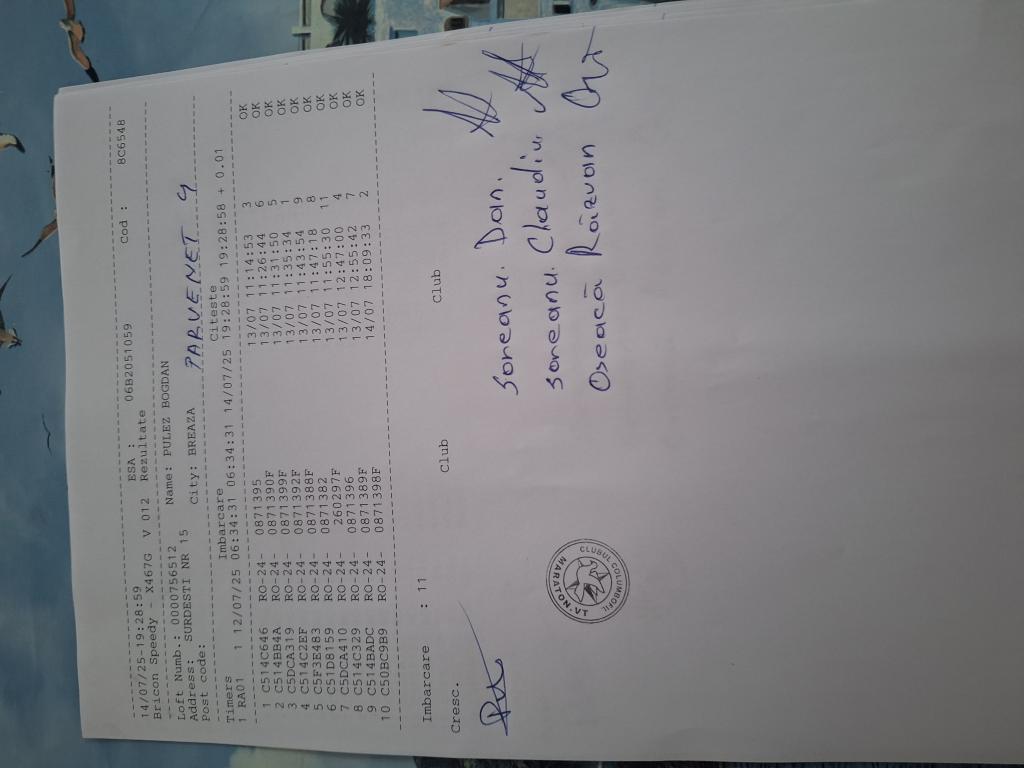 14/07/25-19:28:59 ESA : 06B2051059 Cod : 8C6548
Bricon Speedy - X467G V 012 Resultate
Loft Numb.: 0000756512 Name: PULEZ BOGDAN
Address: SURDESTI NR 15 City: BREAZA PARVENET 9
Post code:
Imbarcare Citeste
Timers 1 12/07/25 06:34:31 06:34:31 14/07/25 19:28:59 19:28:58 + 0.01
1 RA01
1 C514C646 RO-24- 0871395 13/07 11:14:53 3 OK
2 C514BB4A RO-24- 0871390F 13/07 11:26:44 6 OK
3 C5DCA319 RO-24- 0871399F 13/07 11:31:50 5 OK
4 C514C2EF RO-24- 0871392F 13/07 11:35:34 1 OK
5 C5F3E483 RO-24- 0871388F 13/07 11:43:54 9 OK
6 C51D8159 RO-24- 0871382 13/07 11:47:18 8 OK
7 C5DCA410 RO-24- 260297F 13/07 11:55:30 11 OK
8 C514C329 RO-24- 0871396 13/07 12:47:00 4 OK
9 C514BADC RO-24- 0871389F 13/07 12:55:42 7 OK
10 C50BC9B9 RO-24- 0871398F 14/07 18:09:33 2 OK
Imbarcare : 11
Cresc. Club Club
Soreanu Dan.
Soreanu Claudiu
Oseacă Răzvan
CLUBUL COLUMBOFIL
MARATON.VT